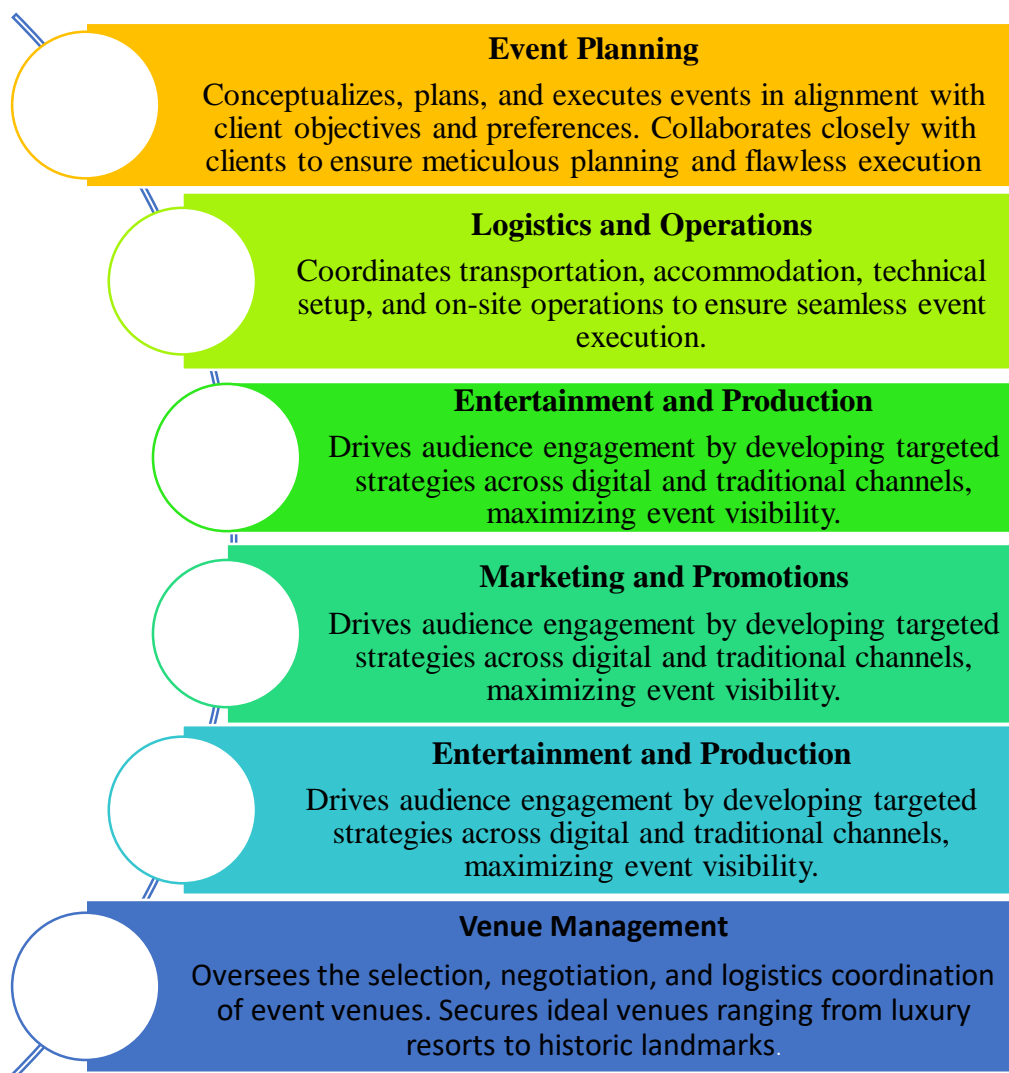 Event Planning
Conceptualizes, plans, and executes events in alignment with
client objectives and preferences. Collaborates closely with
clients to ensure meticulous planning and flawless execution
Logistics and Operations
Coordinates transportation, accommodation, technical
setup, and on-site operations to ensure seamless event
execution.
Entertainment and Production
Drives audience engagement by developing targeted
strategies across digital and traditional channels,
maximizing event visibility.
Marketing and Promotions
Drives audience engagement by developing targeted
strategies across digital and traditional channels,
maximizing event visibility.
Entertainment and Production
Drives audience engagement by developing targeted
strategies across digital and traditional channels,
maximizing event visibility.
Venue Management
Oversees the selection, negotiation, and logistics coordination
of event venues. Secures ideal venues ranging from luxury
resorts to historic landmarks.